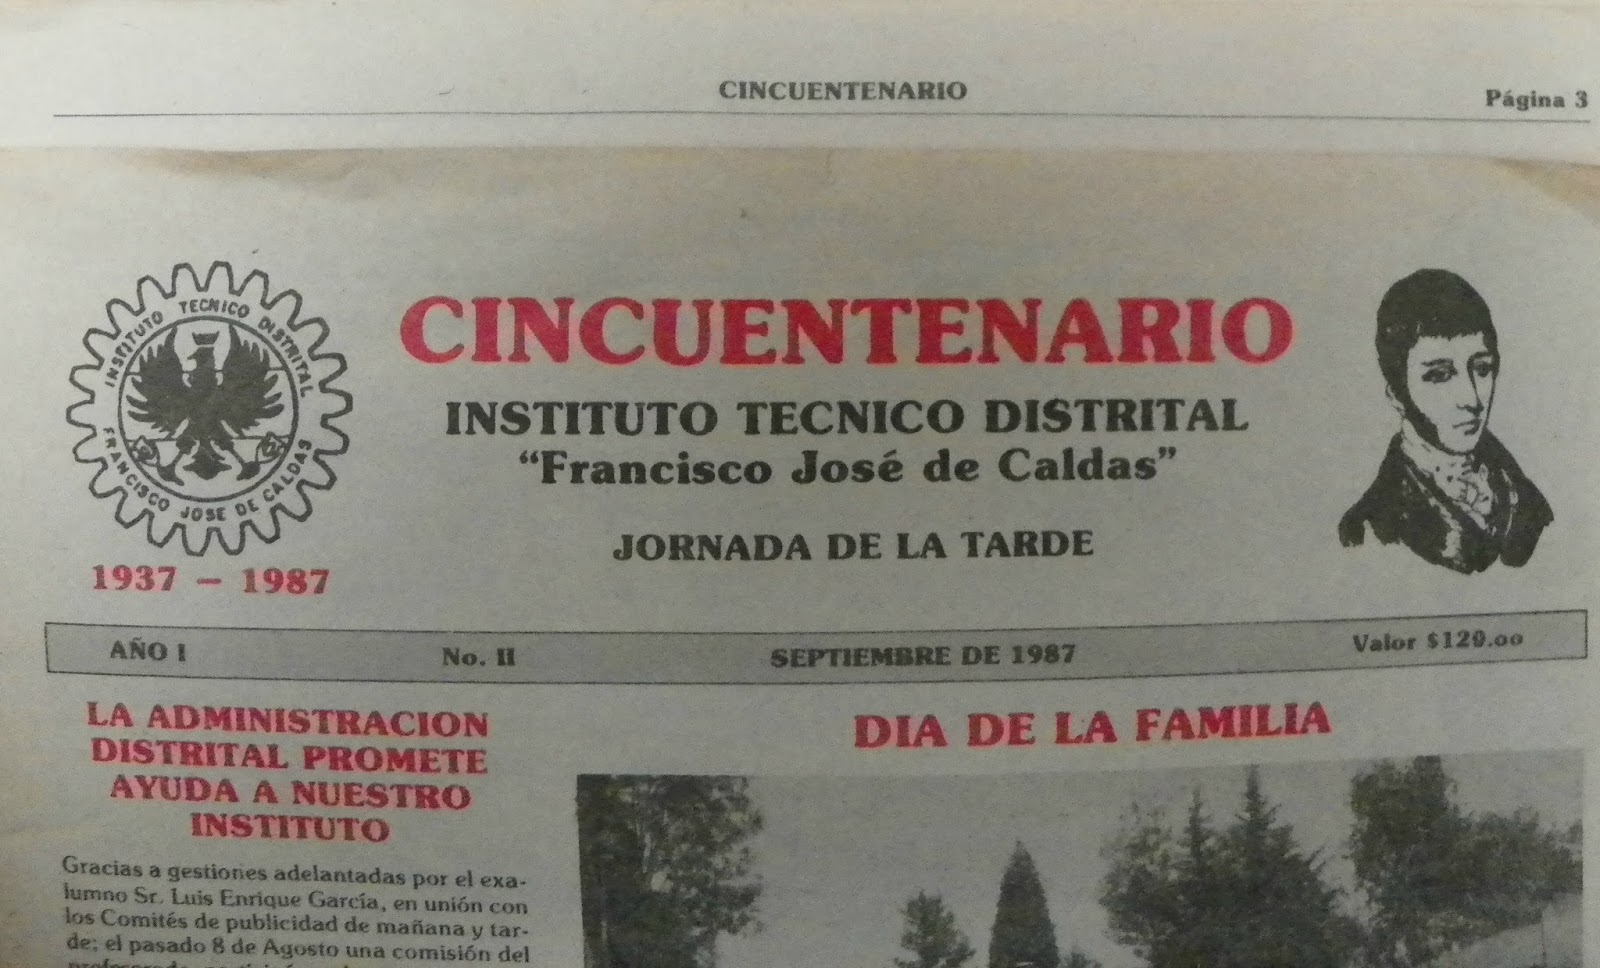 CINCUENTENARIO
Página 3
INSTITUTO TECNICO DISTRITAL
FRANCISCO JOSE DE CALDAS
1937 – 1987
CINCUENTENARIO
INSTITUTO TECNICO DISTRITAL
“Francisco José de Caldas”
JORNADA DE LA TARDE
AÑO I No. II SEPTIEMBRE DE 1987 Valor $120.oo
LA ADMINISTRACION
DISTRITAL PROMETE
AYUDA A NUESTRO
INSTITUTO
Gracias a gestiones adelantadas por el exa-
lumno Sr. Luis Enrique García, en unión con
los Comités de publicidad de mañana y tar-
de; el pasado 8 de Agosto una comisión del
DIA DE LA FAMILIA